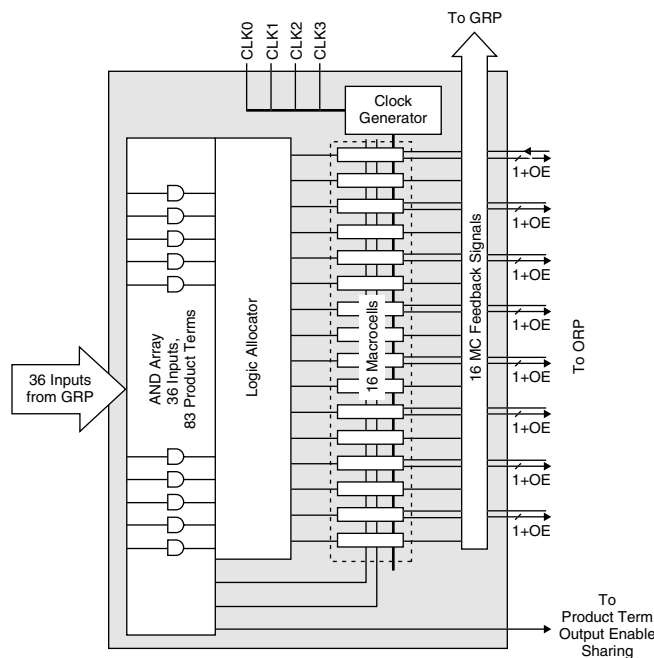 To GRP
CLK0
CLK1
CLK2
CLK3
Clock
Generator
1+OE
1+OE
1+OE
1+OE
1+OE
1+OE
1+OE
1+OE
36 Inputs
from GRP
AND Array
36 Inputs,
83 Product Terms
Logic Allocator
16 Macrocells
16 MC Feedback Signals
To ORP
To
Product Term
Output Enable
Sharing